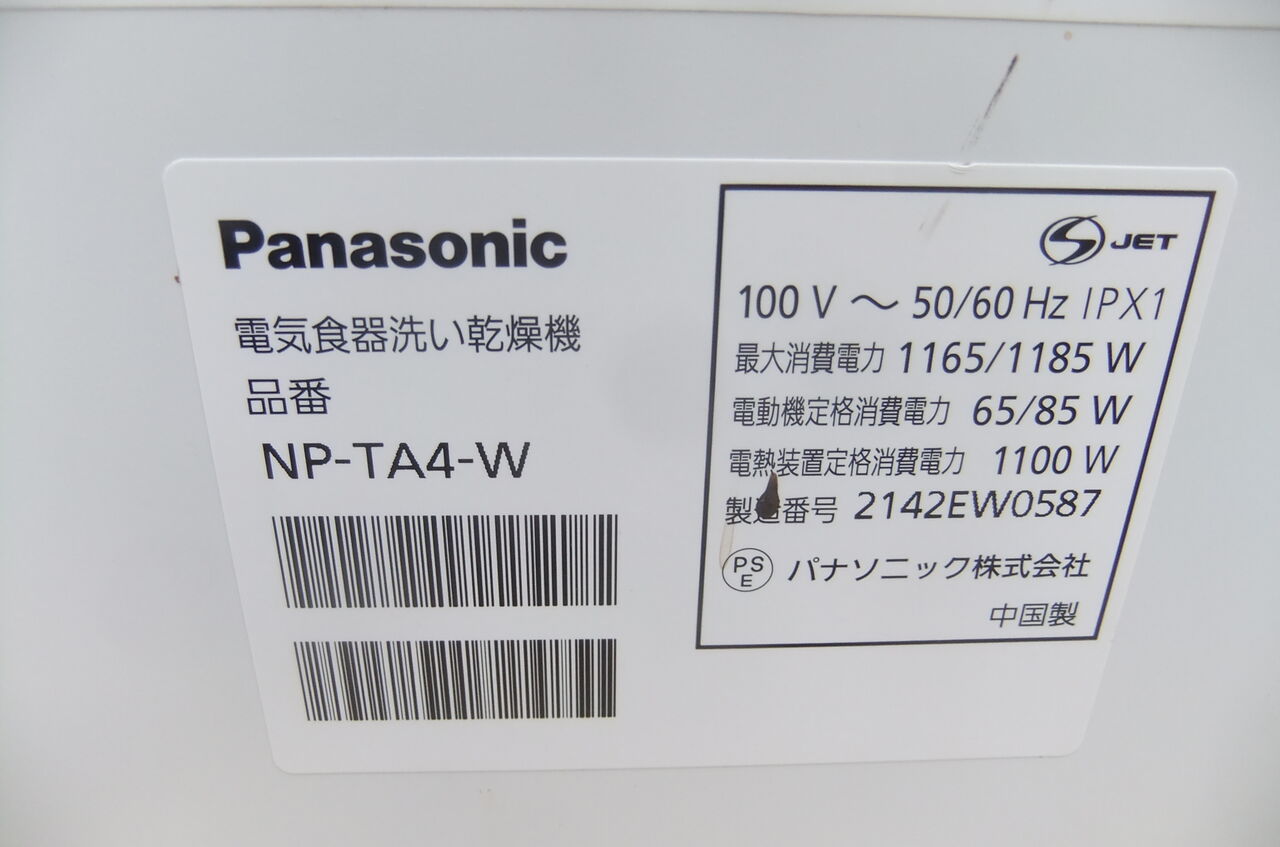 Panasonic
電気食器洗い乾燥機
品番
NP-TA4-W
S JET
100 V ～ 50/60 Hz IPX1
最大消費電力 1165/1185 W
電動機定格消費電力 65/85 W
電熱装置定格消費電力 1100 W
製造番号 2142EW0587
PS
E パナソニック株式会社
中国製